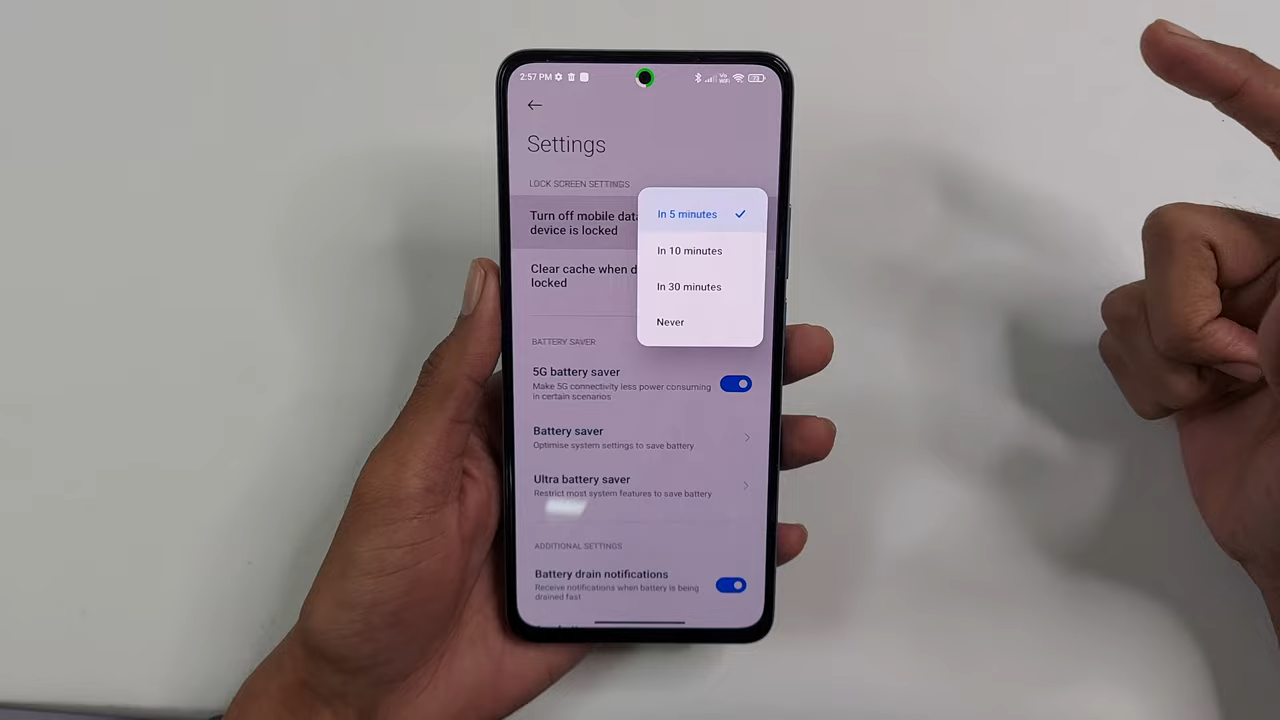 2:57 PM
Settings
LOCK SCREEN SETTINGS
Turn off mobile data
device is locked
In 5 minutes
In 10 minutes
In 30 minutes
Never
Clear cache when d
locked
BATTERY SAVER
5G battery saver
Make 5G connectivity less power consuming
in certain scenarios
Battery saver
Optimise system settings to save battery
Ultra battery saver
Restrict most system features to save battery
ADDITIONAL SETTINGS
Battery drain notifications
Receive notifications when battery is being
drained fast